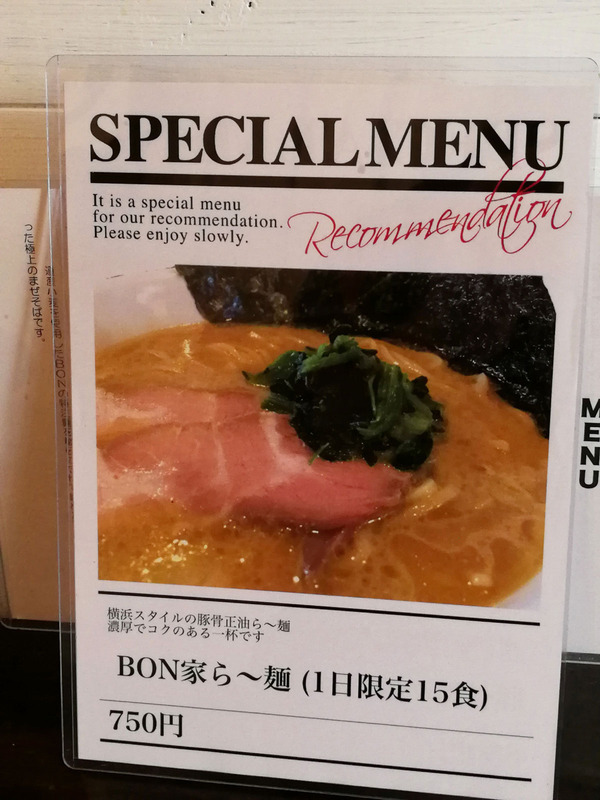 SPECIAL MENU
It is a special menu
for our recommendation.
Please enjoy slowly.
Recommendation
横浜スタイルの豚骨正油ら〜麺
濃厚でコクのある一杯です
BON家ら〜麺 (1日限定15食)
750円
った極上のまぜそばです。
MENU